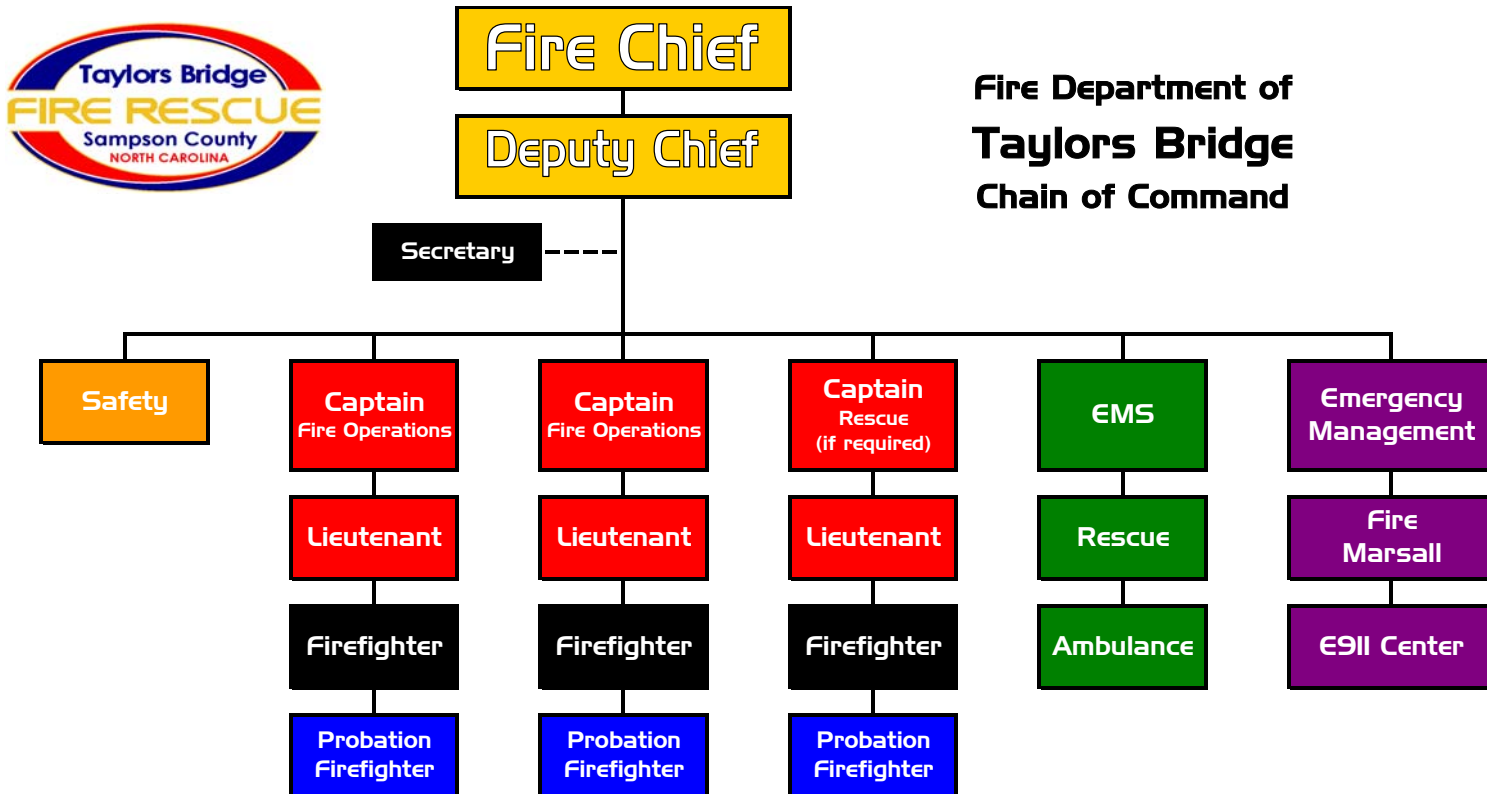 Taylors Bridge
FIRE RESCUE
Sampson County
NORTH CAROLINA
Fire Chief
Deputy Chief
Fire Department of
Taylors Bridge
Chain of Command
Secretary
Safety
Captain
Fire Operations
Captain
Fire Operations
Captain
Rescue
(if required)
EMS
Emergency
Management
Lieutenant
Lieutenant
Lieutenant
Rescue
Fire
Marsall
Firefighter
Firefighter
Firefighter
Ambulance
E911 Center
Probation
Firefighter
Probation
Firefighter
Probation
Firefighter